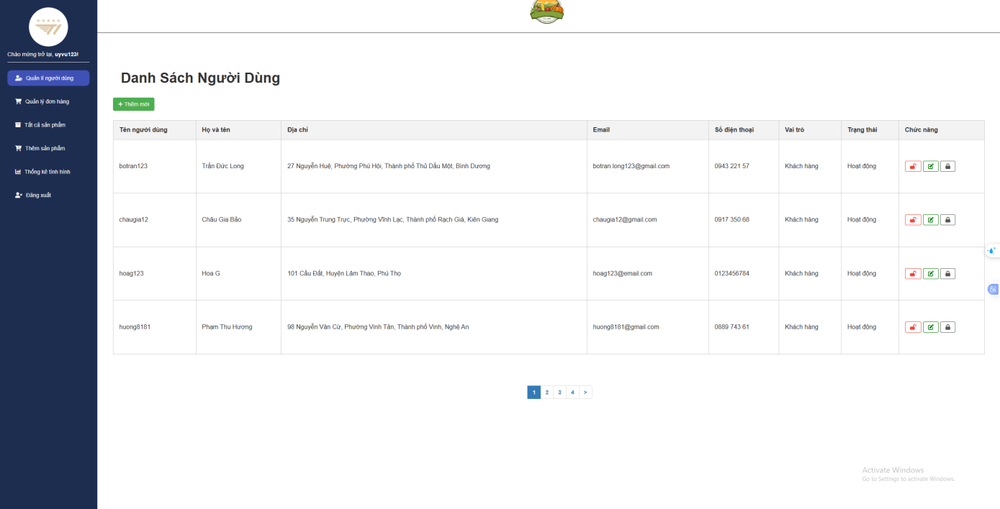 Chào mừng trở lại, uyvu123!
Quản lí người dùng
Quản lý đơn hàng
Tất cả sản phẩm
Thêm sản phẩm
Thống kê tình hình
Đăng xuất
Danh Sách Người Dùng
+ Thêm mới
Tên người dùng Họ và tên Địa chỉ Email Số điện thoại Vai trò Trạng thái Chức năng
botran123 Trần Đức Long 27 Nguyễn Huệ, Phường Phú Hội, Thành phố Thủ Dầu Một, Bình Dương botran.long123@gmail.com 0943 221 57 Khách hàng Hoạt động
chaugia12 Châu Gia Bảo 35 Nguyễn Trung Trực, Phường Vĩnh Lạc, Thành phố Rạch Giá, Kiên Giang chaugia12@gmail.com 0917 350 68 Khách hàng Hoạt động
hoag123 Hoa G 101 Cầu Đất, Huyện Lâm Thao, Phú Thọ hoag123@email.com 0123456784 Khách hàng Hoạt động
huong8181 Phạm Thu Hương 98 Nguyễn Văn Cừ, Phường Vinh Tân, Thành phố Vinh, Nghệ An huong8181@gmail.com 0889 743 61 Khách hàng Hoạt động
1 2 3 4 >
Activate Windows
Go to Settings to activate Windows.